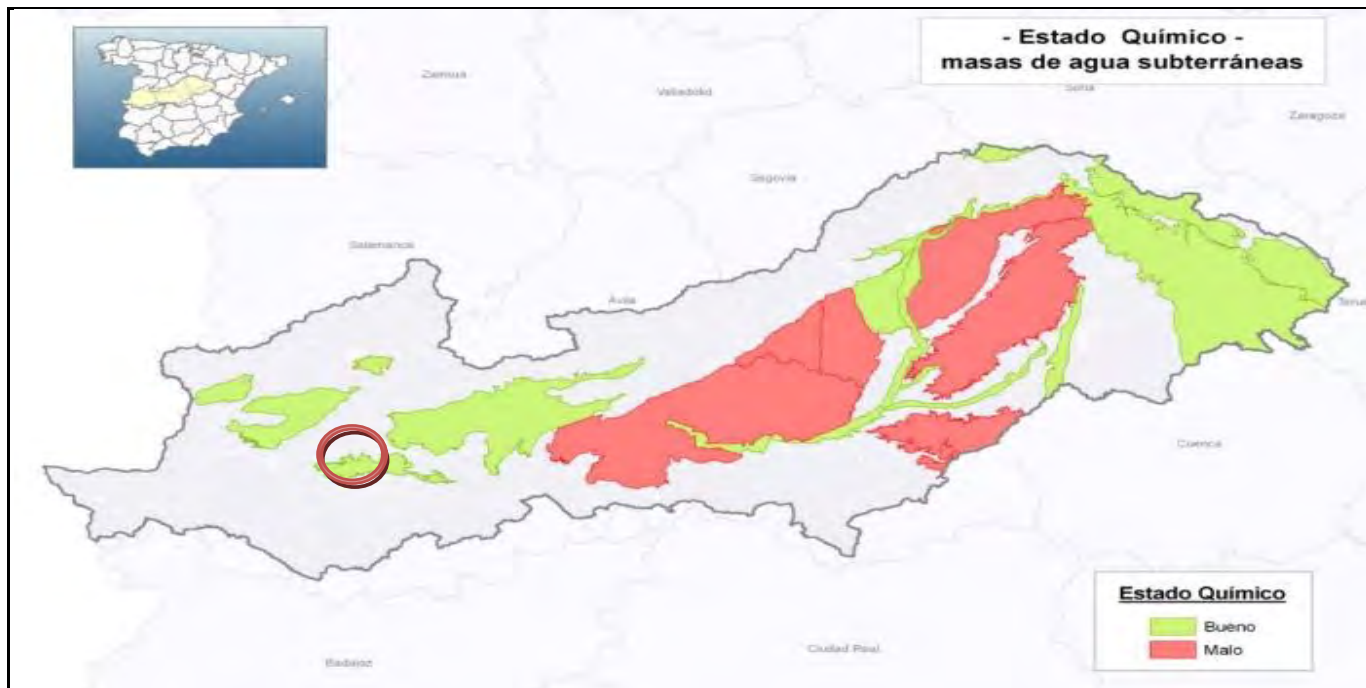 - Estado Químico -
masas de agua subterráneas
Zamora
Valladolid
Soria
Zaragoza
Segovia
Salamanca
Ávila
Teruel
Cuenca
Estado Químico
Bueno
Malo
Ciudad Real
Badajoz